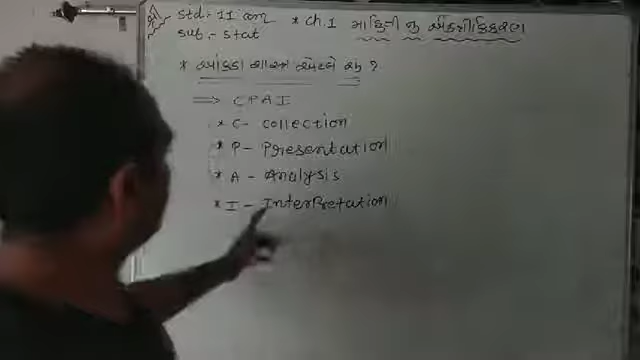 Std:- 11 com * ch.1 માહિતી નું એકત્રીકરણ
Sub:- Stat
* આંકડાશાસ્ત્ર એટલે શું ?
⟹ CPAI
* C - Collection
* P - Presentation
* A - Analysis
* I - Interpretation